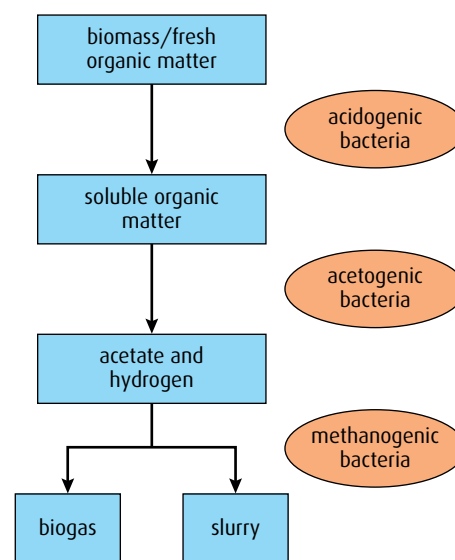 biomass/fresh
organic matter
acidogenic
bacteria
soluble organic
matter
acetogenic
bacteria
acetate and
hydrogen
methanogenic
bacteria
biogas
slurry